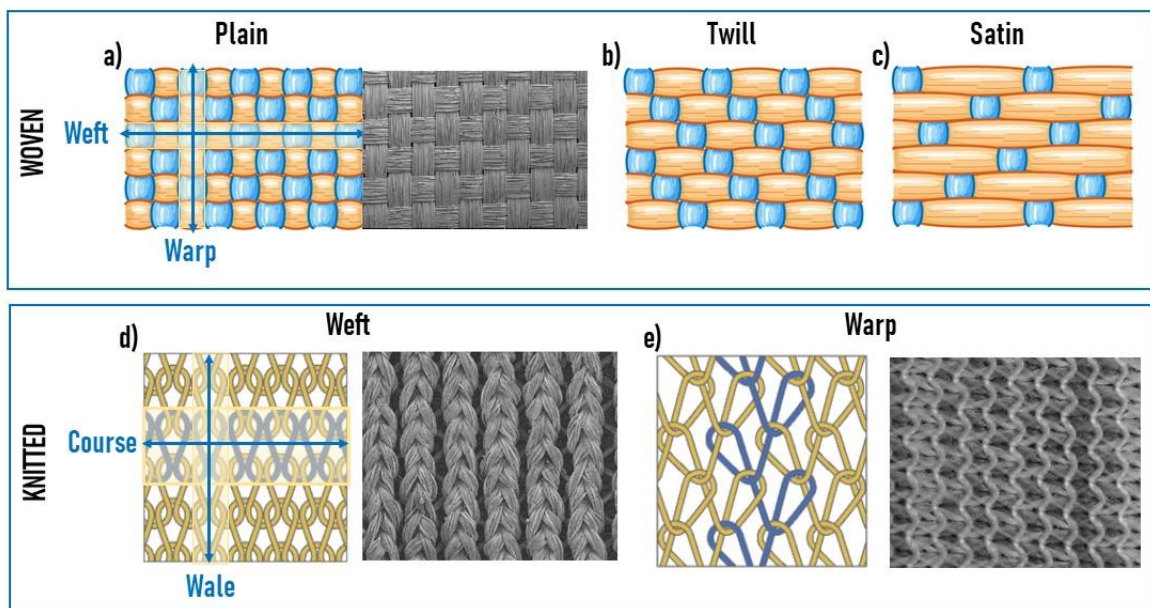 WOVEN
Plain
Twill
Satin
a)
b)
c)
Weft
Warp
KNITTED
Weft
Warp
d)
e)
Course
Wale